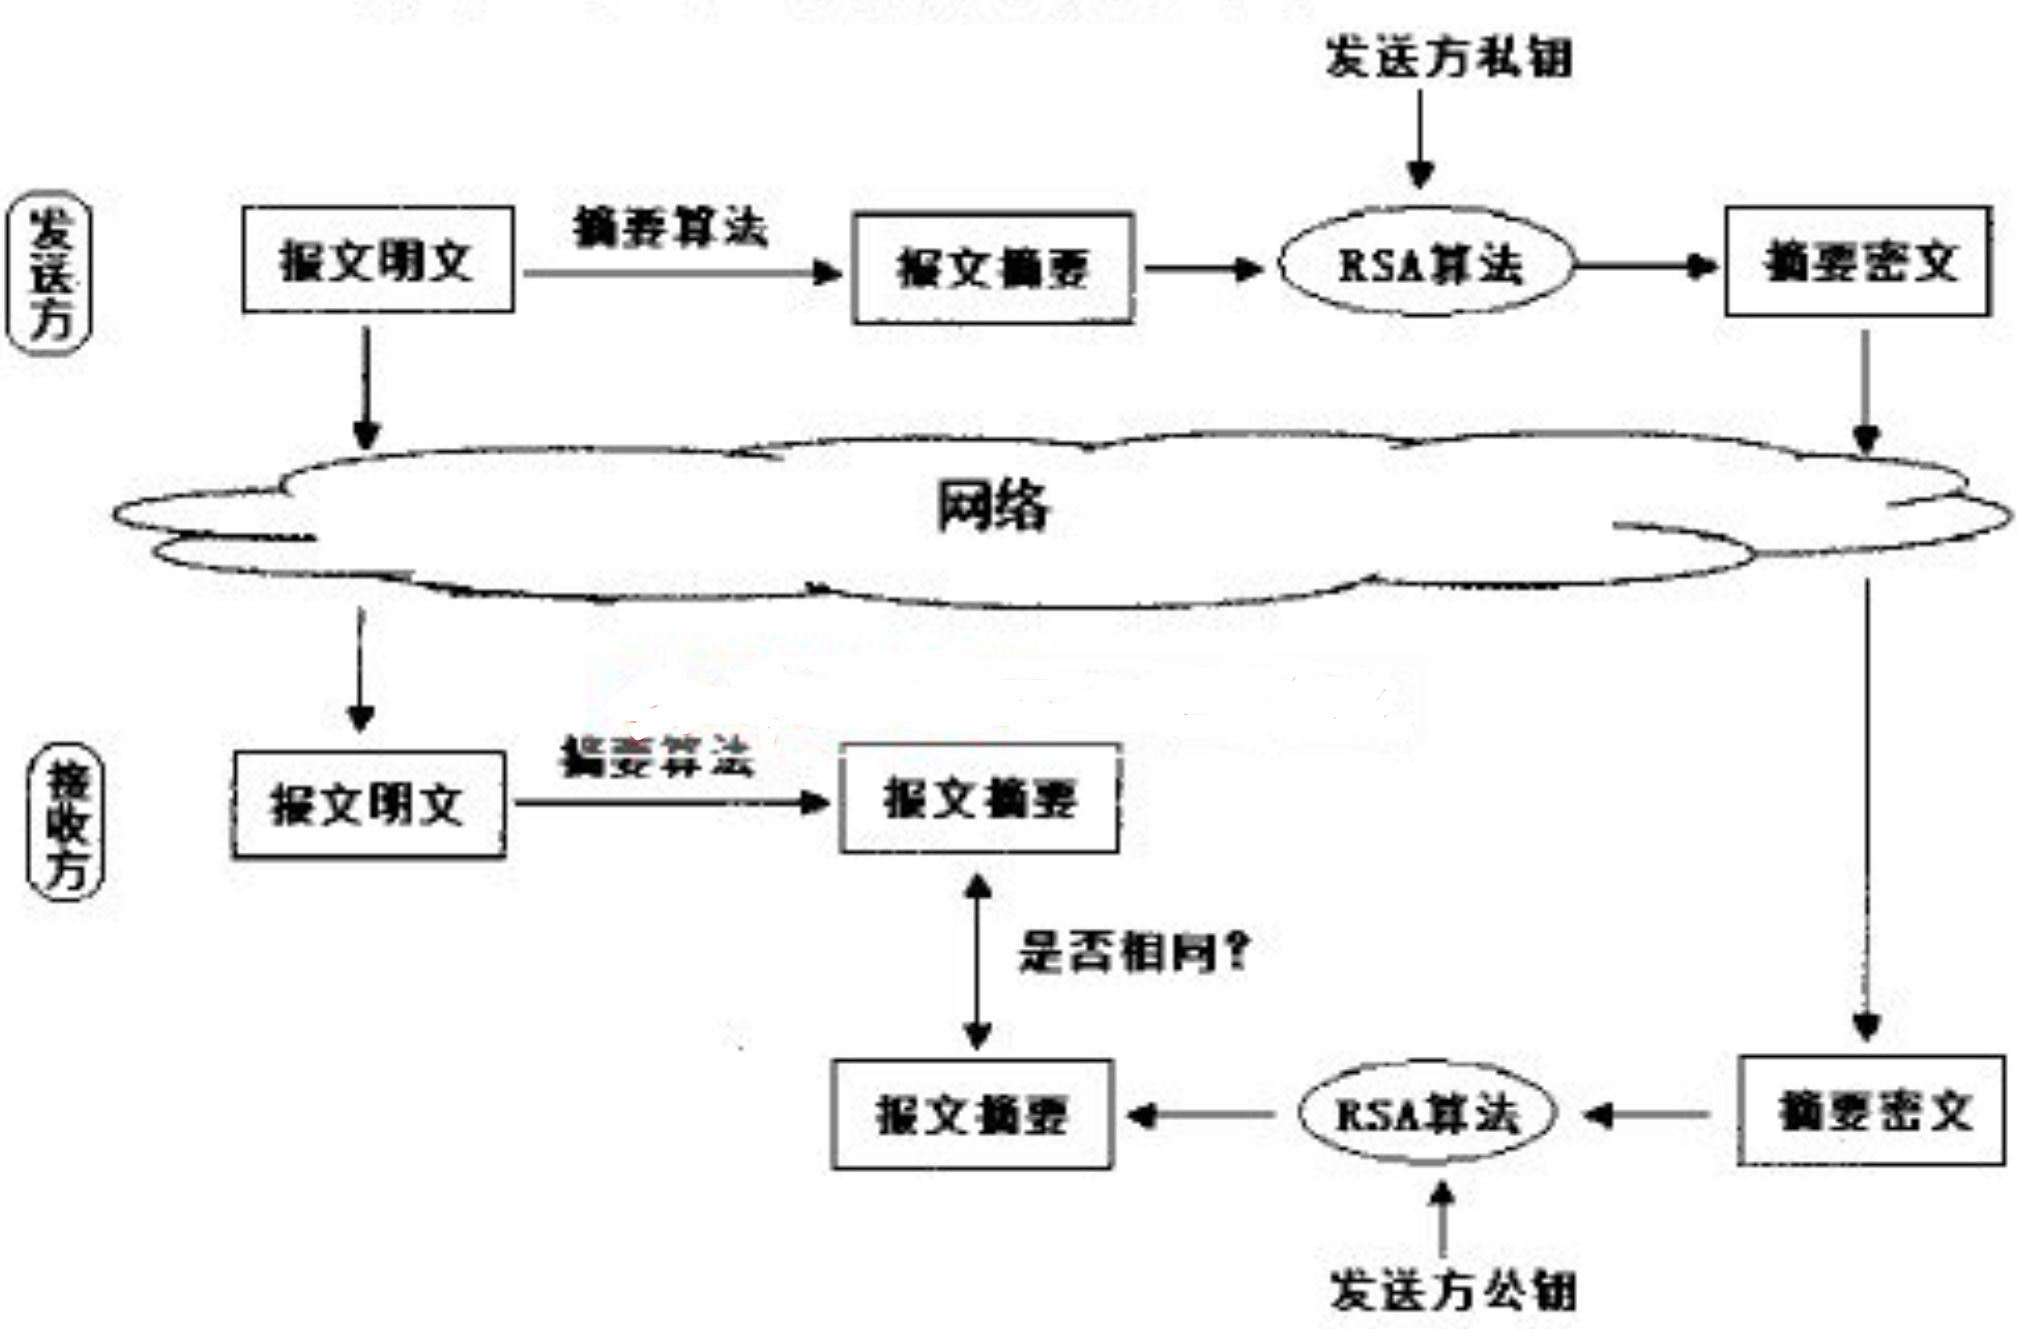 发送方私钥
发送方
报文明文
摘要算法
报文摘要
RSA算法
摘要密文
网络
接收方
报文明文
摘要算法
报文摘要
是否相同?
报文摘要
RSA算法
摘要密文
发送方公钥